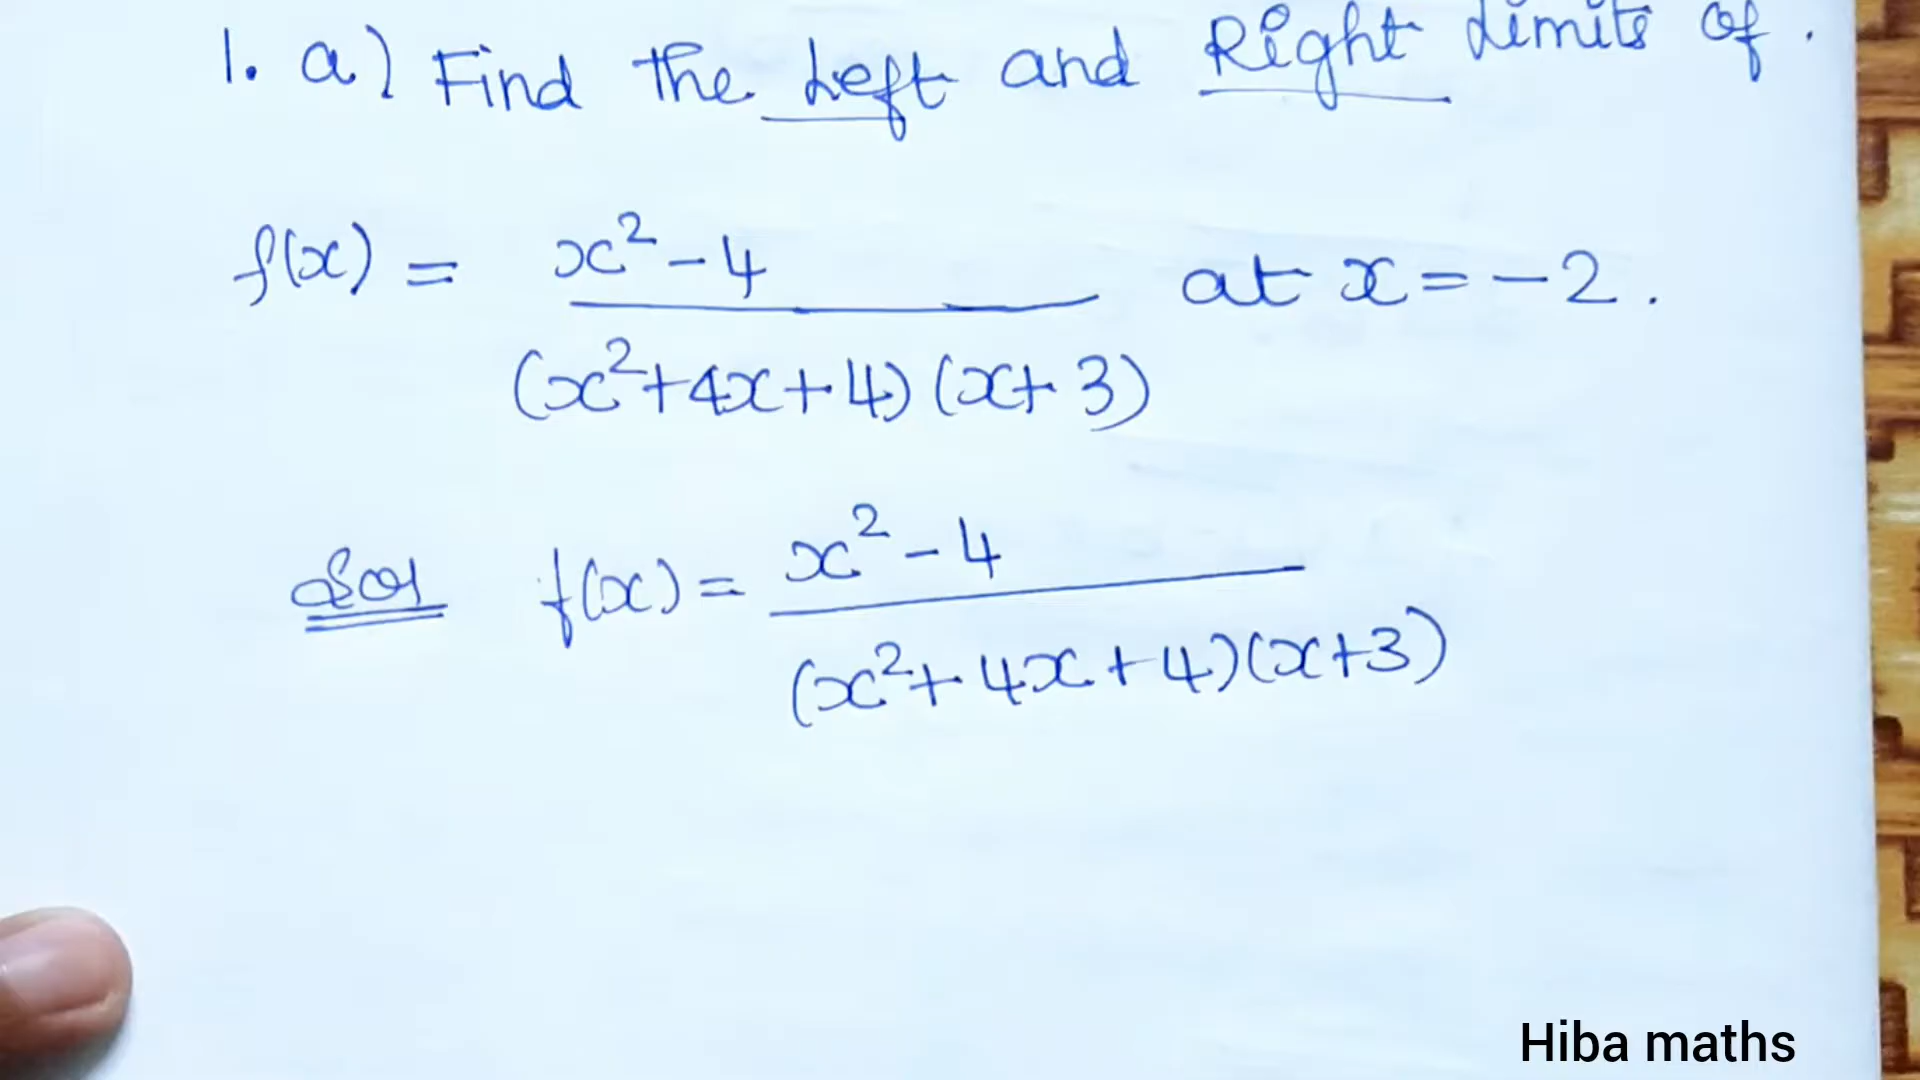 1. a) Find the Left and Right Limits of.
f(x) = x² - 4 / (x² + 4x + 4) (x + 3) at x = -2.
Sol f(x) = x² - 4 / (x² + 4x + 4)(x + 3)
Hiba maths